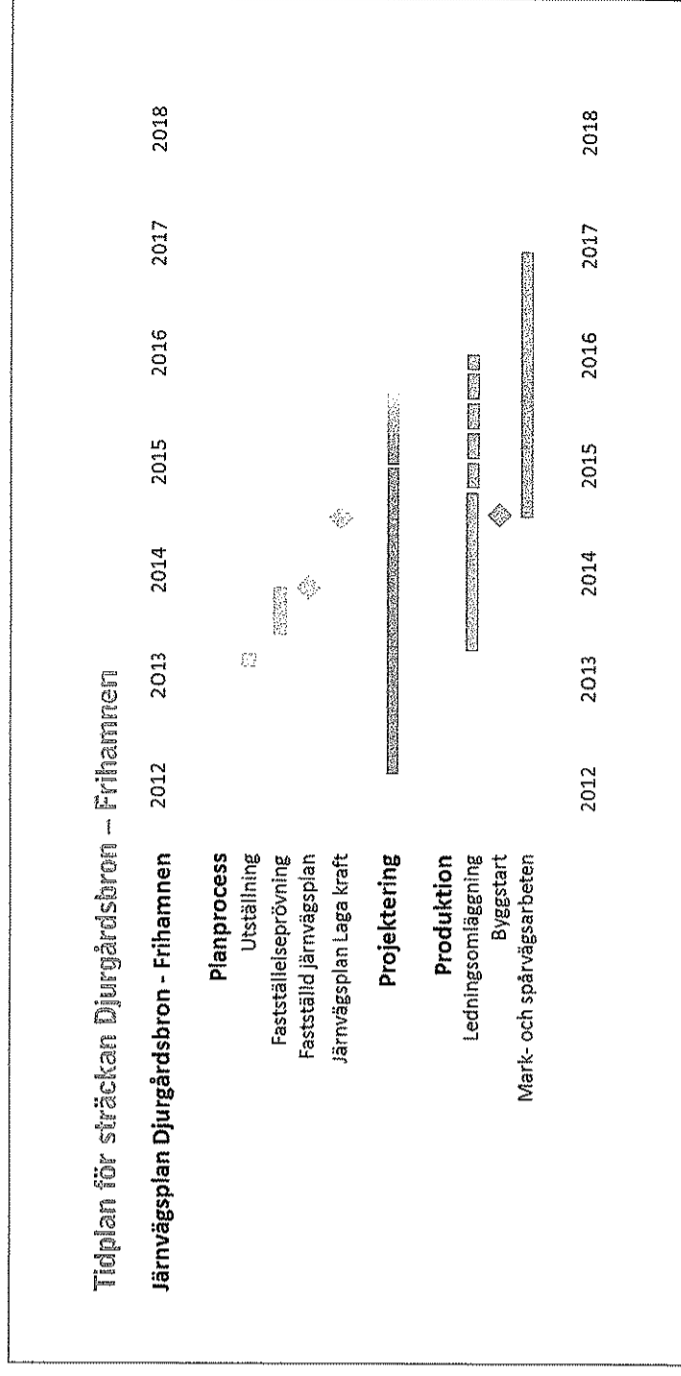 Tidplan för sträckan Djurgårdsbron – Frihamnen
Järnvägsplan Djurgårdsbron - Frihamnen 2012 2013 2014 2015 2016 2017 2018
Planprocess
Utställning
Fastställelseprövning
Fastställd järnvägsplan
Järnvägsplan Laga kraft
Projektering
Produktion
Ledningsomläggning
Byggstart
Mark- och spårvägsarbeten
2012 2013 2014 2015 2016 2017 2018